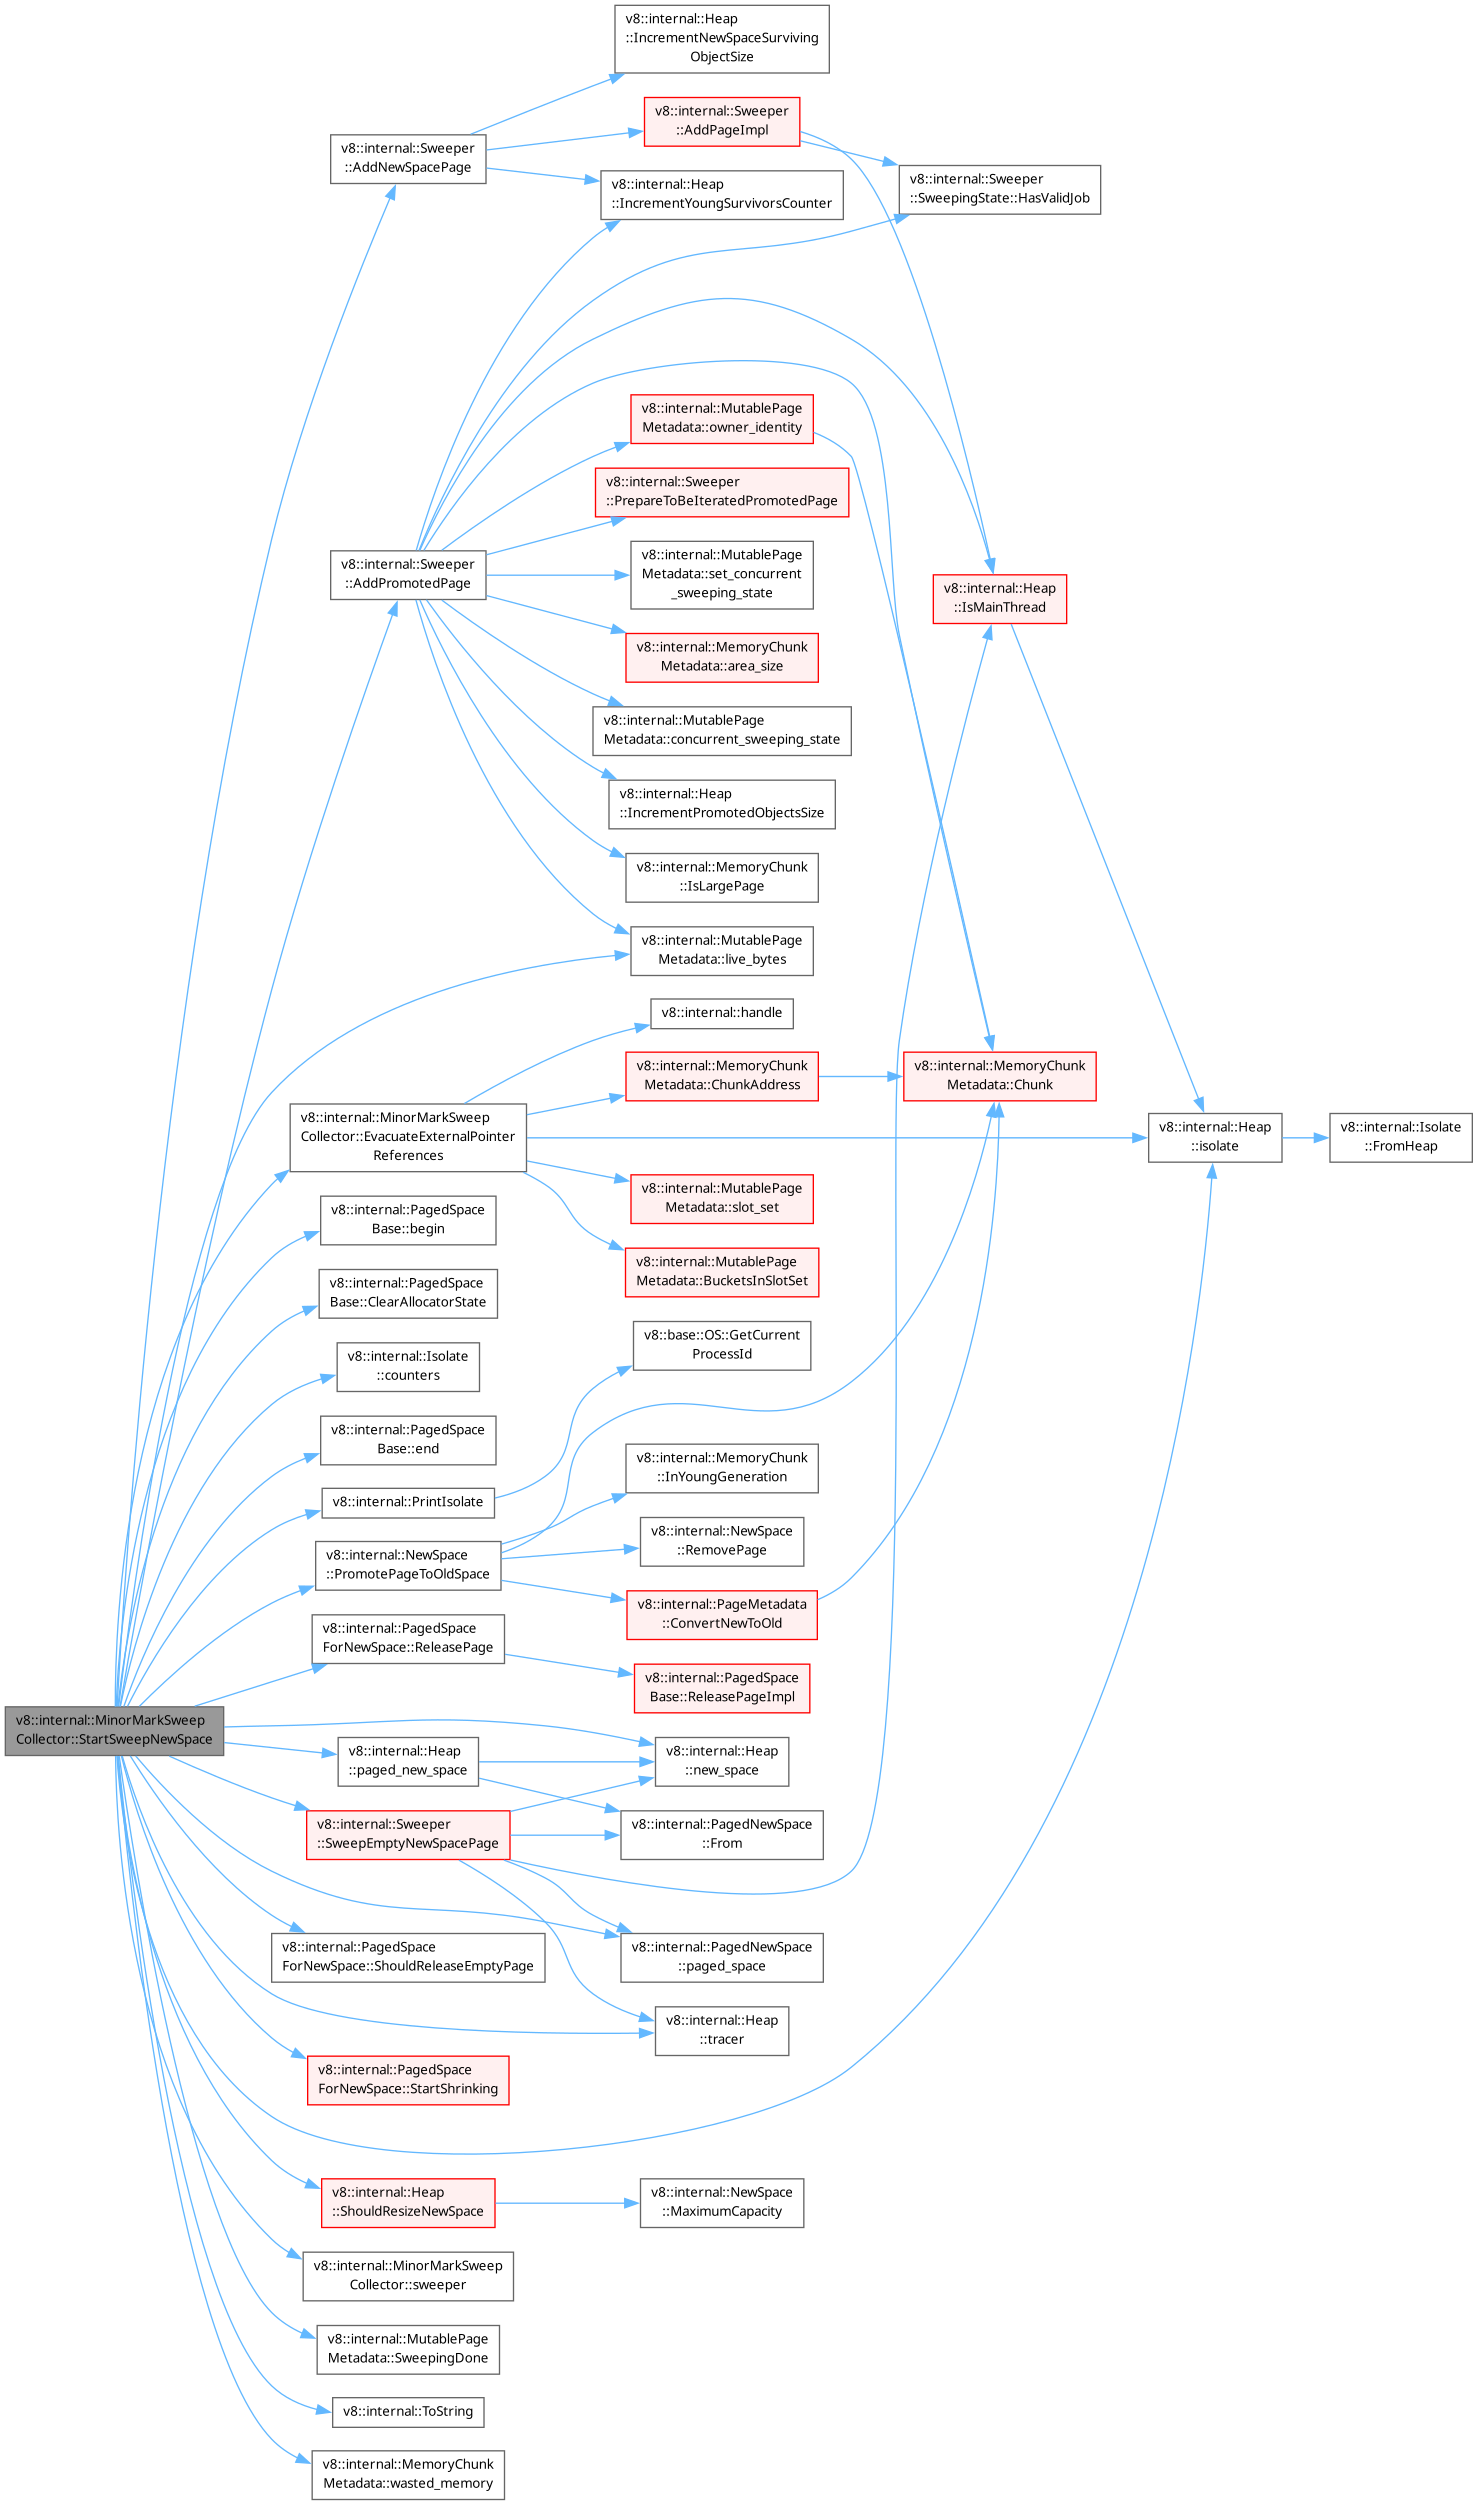 v8::internal::Heap
::IncrementNewSpaceSurviving
ObjectSize
v8::internal::Sweeper
::AddPageImpl
v8::internal::Sweeper
::AddNewSpacePage
v8::internal::Heap
::IncrementYoungSurvivorsCounter
v8::internal::Sweeper
::SweepingState::HasValidJob
v8::internal::MutablePage
Metadata::owner_identity
v8::internal::Sweeper
::PrepareToBeIteratedPromotedPage
v8::internal::Sweeper
::AddPromotedPage
v8::internal::MutablePage
Metadata::set_concurrent
_sweeping_state
v8::internal::Heap
::IsMainThread
v8::internal::MemoryChunk
Metadata::area_size
v8::internal::MutablePage
Metadata::concurrent_sweeping_state
v8::internal::Heap
::IncrementPromotedObjectsSize
v8::internal::MemoryChunk
::IsLargePage
v8::internal::MutablePage
Metadata::live_bytes
v8::internal::handle
v8::internal::MemoryChunk
Metadata::ChunkAddress
v8::internal::MemoryChunk
Metadata::Chunk
v8::internal::MinorMarkSweep
Collector::EvacuateExternalPointer
References
v8::internal::Heap
::isolate
v8::internal::Isolate
::FromHeap
v8::internal::MutablePage
Metadata::slot_set
v8::internal::PagedSpace
Base::begin
v8::internal::MutablePage
Metadata::BucketsInSlotSet
v8::internal::PagedSpace
Base::ClearAllocatorState
v8::base::OS::GetCurrent
ProcessId
v8::internal::Isolate
::counters
v8::internal::PagedSpace
Base::end
v8::internal::MemoryChunk
::InYoungGeneration
v8::internal::PrintIsolate
v8::internal::NewSpace
::RemovePage
v8::internal::NewSpace
::PromotePageToOldSpace
v8::internal::PageMetadata
::ConvertNewToOld
v8::internal::PagedSpace
ForNewSpace::ReleasePage
v8::internal::PagedSpace
Base::ReleasePageImpl
v8::internal::MinorMarkSweep
Collector::StartSweepNewSpace
v8::internal::Heap
::paged_new_space
v8::internal::Heap
::new_space
v8::internal::Sweeper
::SweepEmptyNewSpacePage
v8::internal::PagedNewSpace
::From
v8::internal::PagedSpace
ForNewSpace::ShouldReleaseEmptyPage
v8::internal::PagedNewSpace
::paged_space
v8::internal::Heap
::tracer
v8::internal::PagedSpace
ForNewSpace::StartShrinking
v8::internal::Heap
::ShouldResizeNewSpace
v8::internal::NewSpace
::MaximumCapacity
v8::internal::MinorMarkSweep
Collector::sweeper
v8::internal::MutablePage
Metadata::SweepingDone
v8::internal::ToString
v8::internal::MemoryChunk
Metadata::wasted_memory